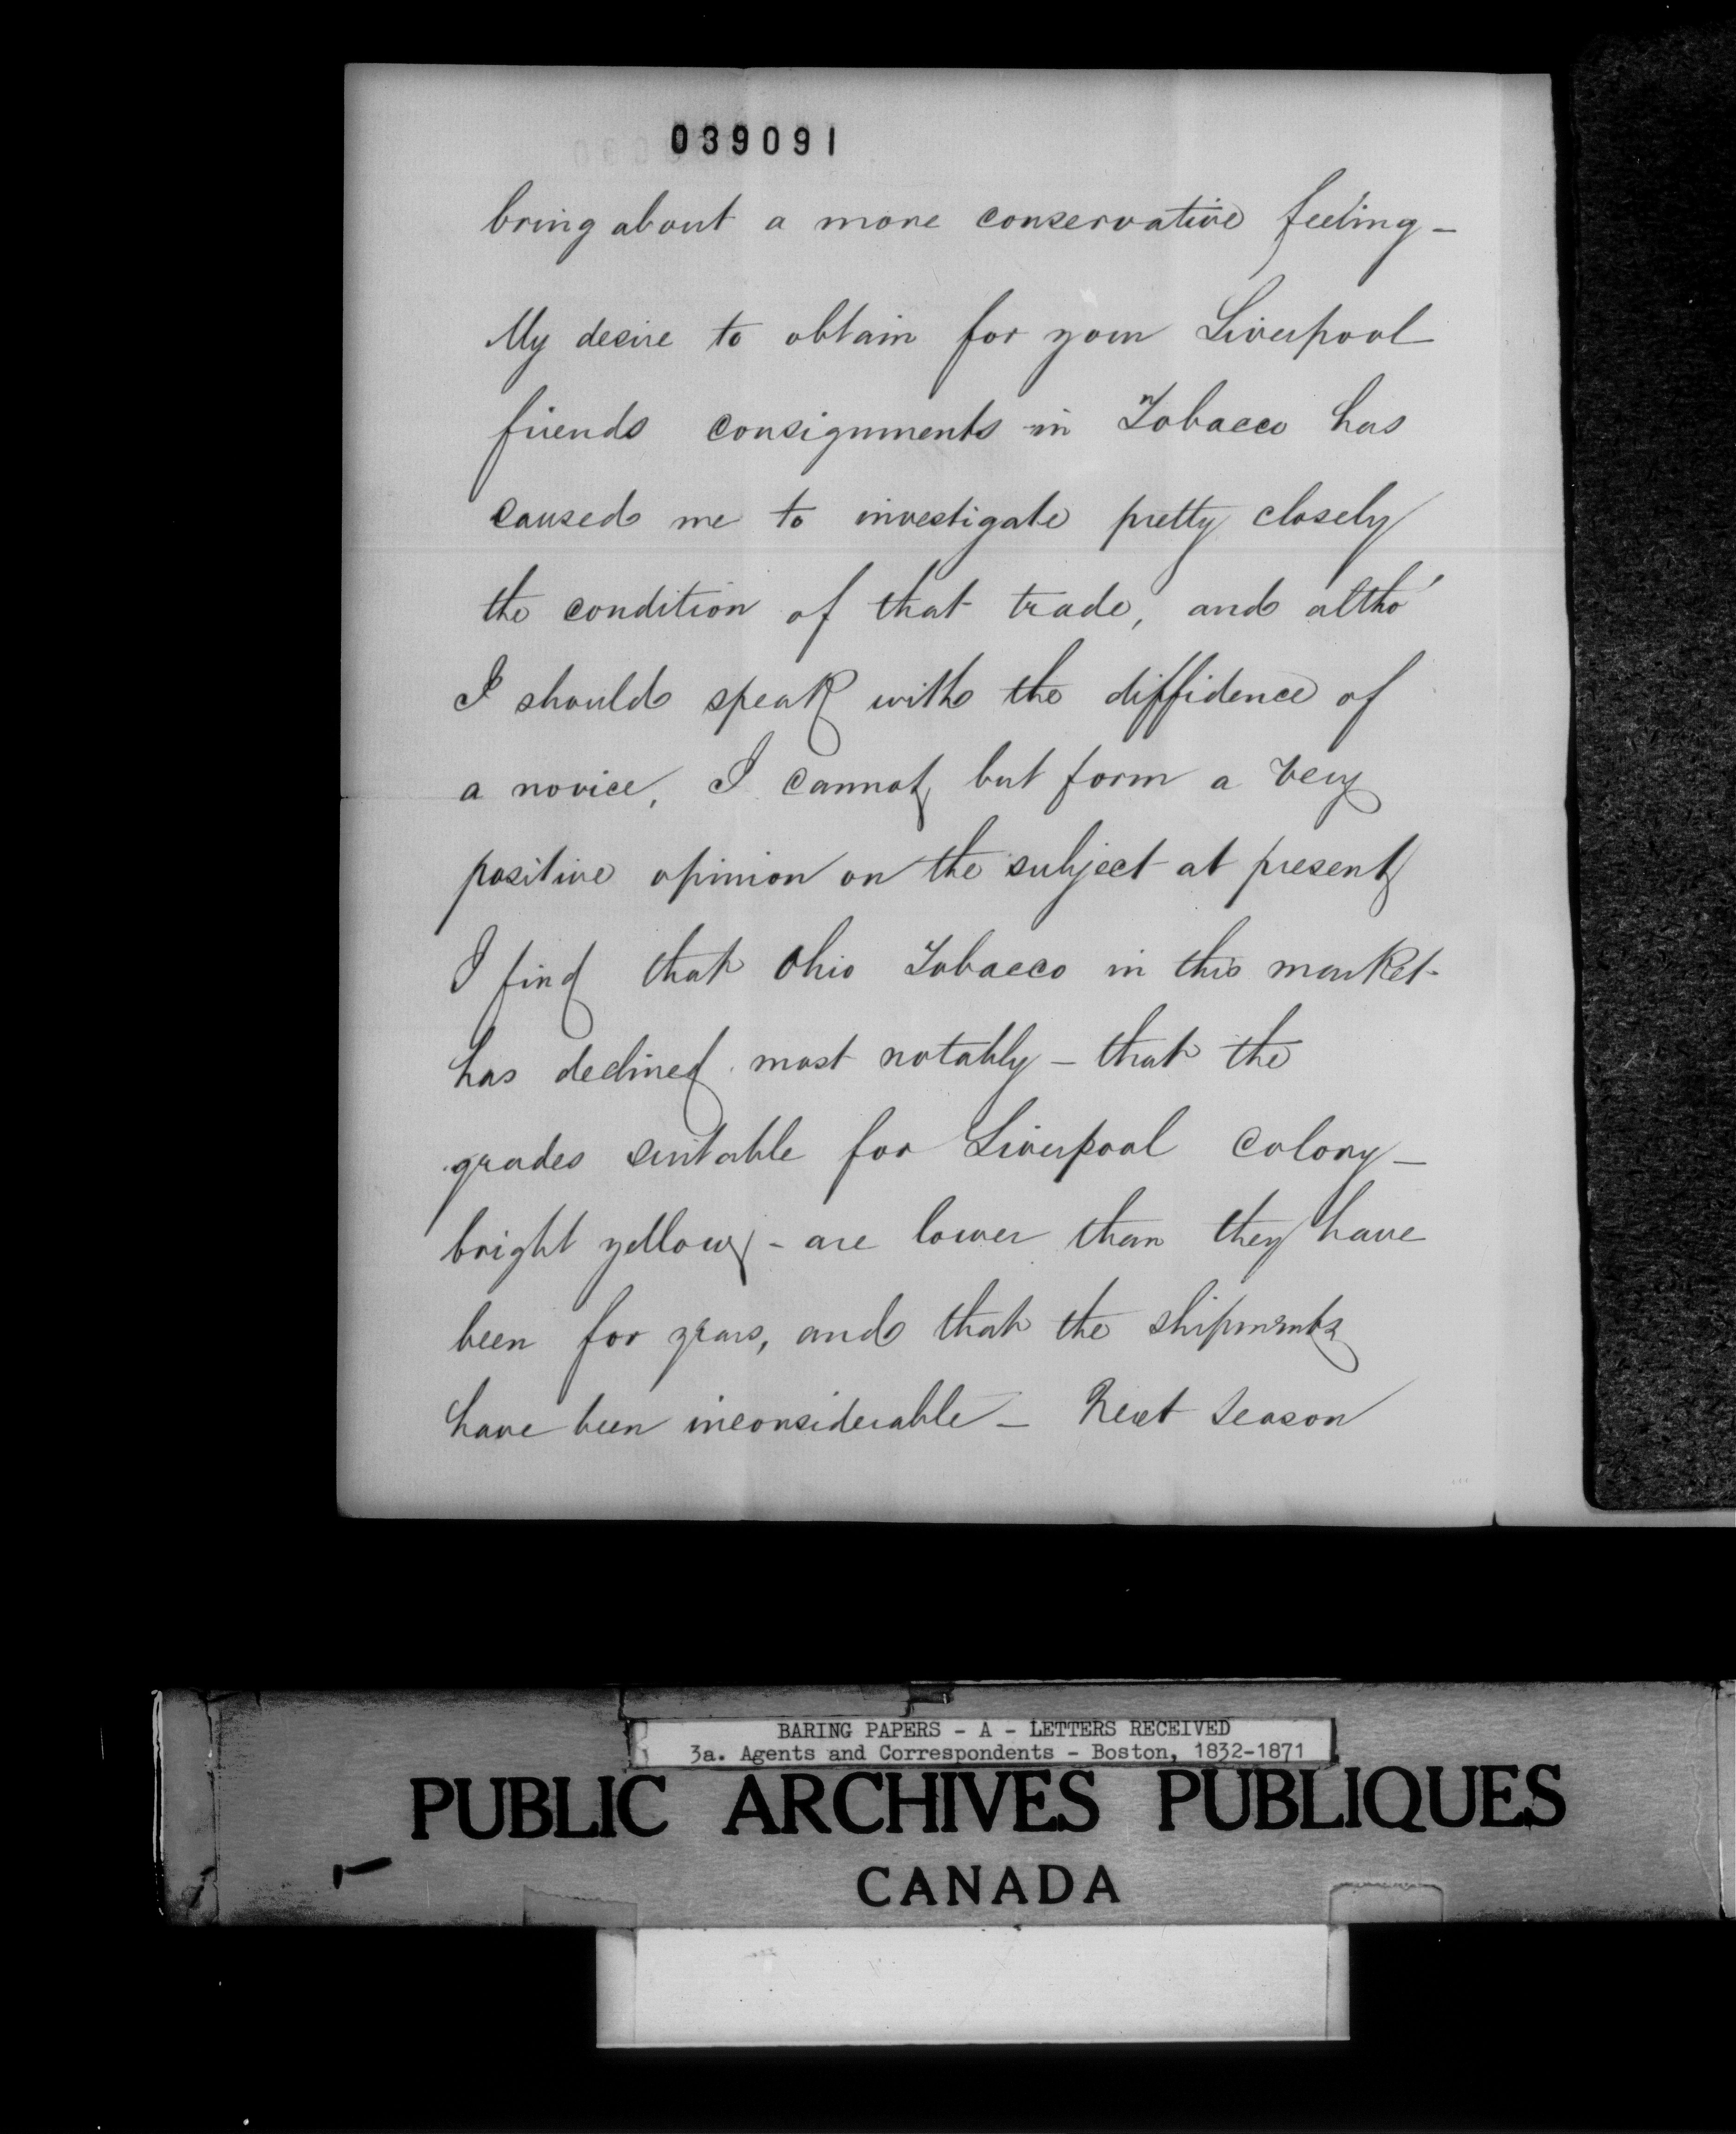 039091
bring about a more conservative feeling –
My desire to obtain for your Liverpool
friends consignments in Tobacco has
caused me to investigate pretty closely
the condition of that trade, and altho'
I should speak with the diffidence of
a novice, I cannot but form a very
positive opinion on the subject at present
I find that Ohio Tobacco in this market
has declined most notably – that the
grades suitable for Liverpool colony –
bright yellow – are lower than they have
been for years, and that the shipments
have been inconsiderable – Next season
BARING PAPERS - A - LETTERS RECEIVED
3a. Agents and Correspondents - Boston, 1832-1871
PUBLIC ARCHIVES PUBLIQUES
CANADA